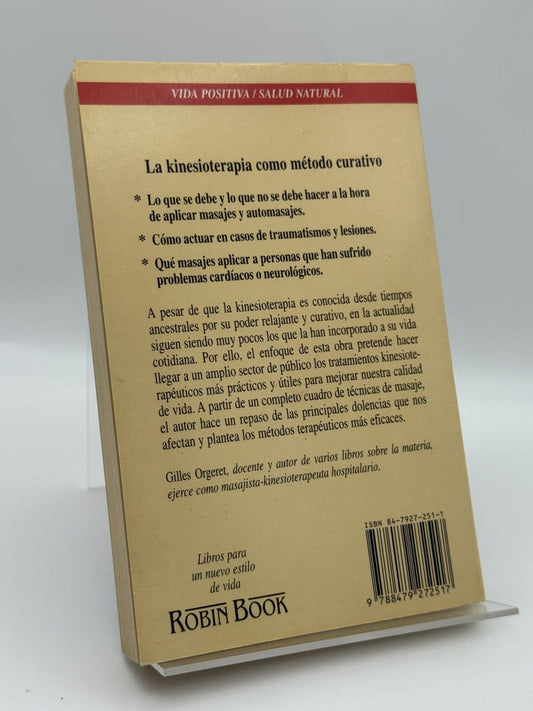 VIDA POSITIVA / SALUD NATURAL
La kinesioterapia como método curativo
* Lo que se debe y lo que no se debe hacer a la hora
de aplicar masajes y automasajes.
* Cómo actuar en casos de traumatismos y lesiones.
* Qué masajes aplicar a personas que han sufrido
problemas cardíacos o neurológicos.
A pesar de que la kinesioterapia es conocida desde tiempos
ancestrales por su poder relajante y curativo, en la actualidad
siguen siendo muy pocos los que la han incorporado a su vida
cotidiana. Por ello, el enfoque de esta obra pretende hacer
llegar a un amplio sector de público los tratamientos kinesiote-
rapéuticos más prácticos y útiles para mejorar nuestra calidad
de vida. A partir de un completo cuadro de técnicas de masaje,
el autor hace un repaso de las principales dolencias que nos
afectan y plantea los métodos terapéuticos más eficaces.
Gilles Orgeret, docente y autor de varios libros sobre la materia,
ejerce como masajista-kinesioterapeuta hospitalario.
ISBN 84-7927-251-1
Libros para
un nuevo estilo
de vida
ROBIN BOOK
9 788479 272517